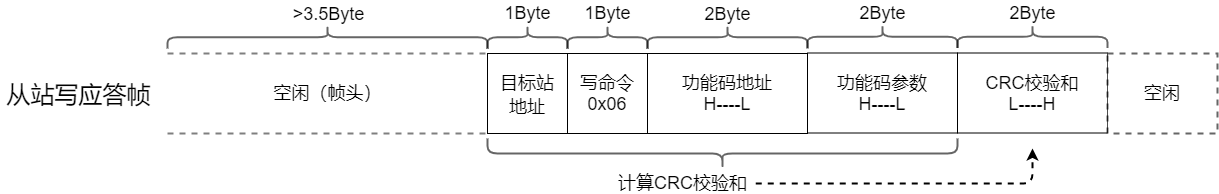 >3.5Byte
1Byte
1Byte
2Byte
2Byte
2Byte
从站写应答帧
空闲（帧头）
目标站
地址
写命令
0x06
功能码地址
H----L
功能码参数
H----L
CRC校验和
L----H
空闲
计算CRC校验和